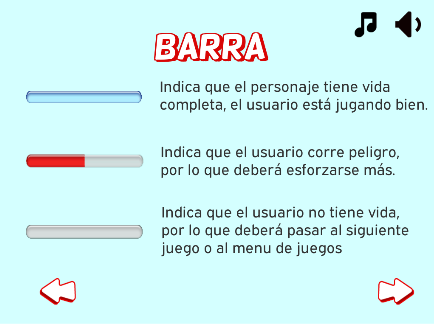 BARRA
Indica que el personaje tiene vida
completa, el usuario está jugando bien.
Indica que el usuario corre peligro,
por lo que deberá esforzarse más.
Indica que el usuario no tiene vida,
por lo que deberá pasar al siguiente
juego o al menu de juegos